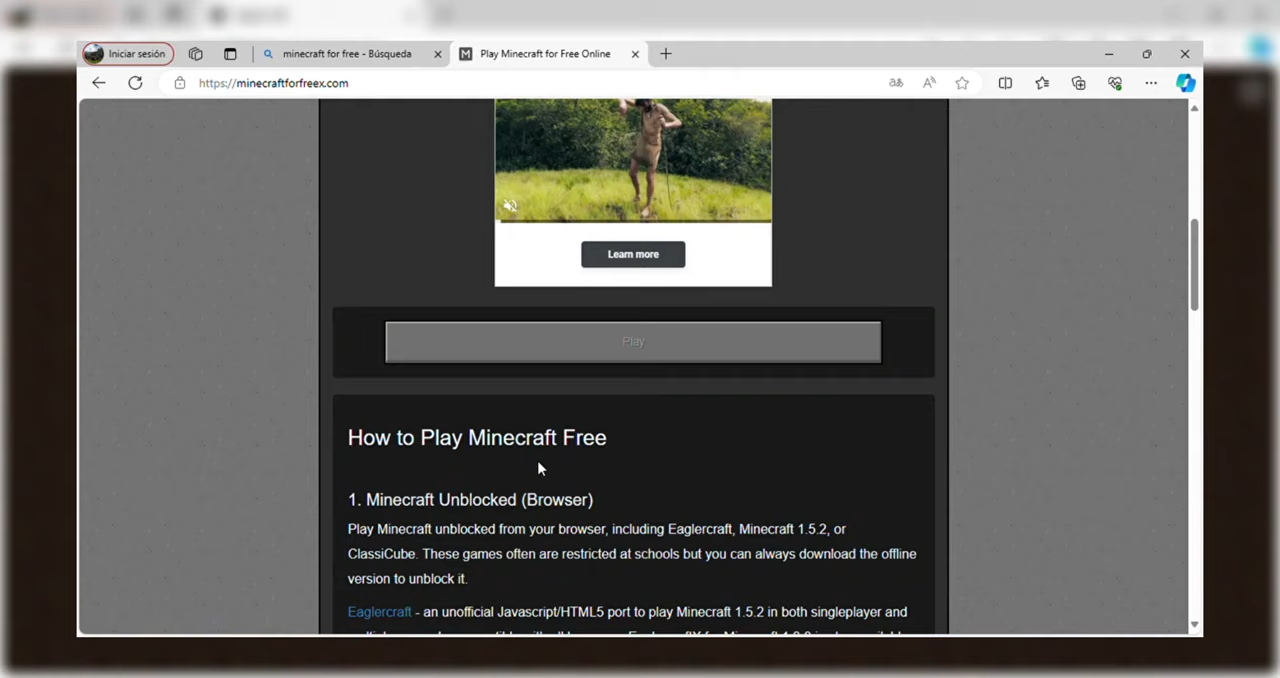 Iniciar sesión
minecraft for free - Búsqueda
Play Minecraft for Free Online
https://minecraftforfreex.com
Learn more
Play
How to Play Minecraft Free
1. Minecraft Unblocked (Browser)
Play Minecraft unblocked from your browser, including Eaglercraft, Minecraft 1.5.2, or
ClassiCube. These games often are restricted at schools but you can always download the offline
version to unblock it.
Eaglercraft - an unofficial Javascript/HTML5 port to play Minecraft 1.5.2 in both singleplayer and